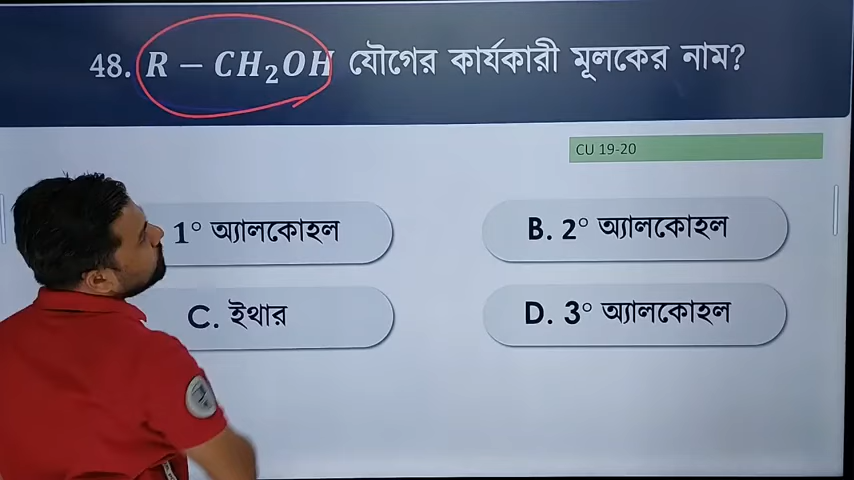 48. R − CH₂OH যৌগের কার্যকারী মূলকের নাম?
CU 19-20
1° অ্যালকোহল
B. 2° অ্যালকোহল
C. ইথার
D. 3° অ্যালকোহল